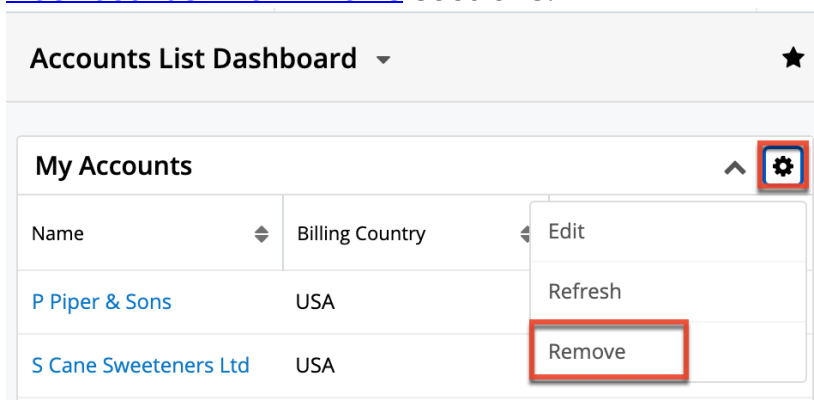 Accounts List Dashboard
My Accounts
Name Billing Country
Edit
P Piper & Sons USA
Refresh
S Cane Sweeteners Ltd USA
Remove